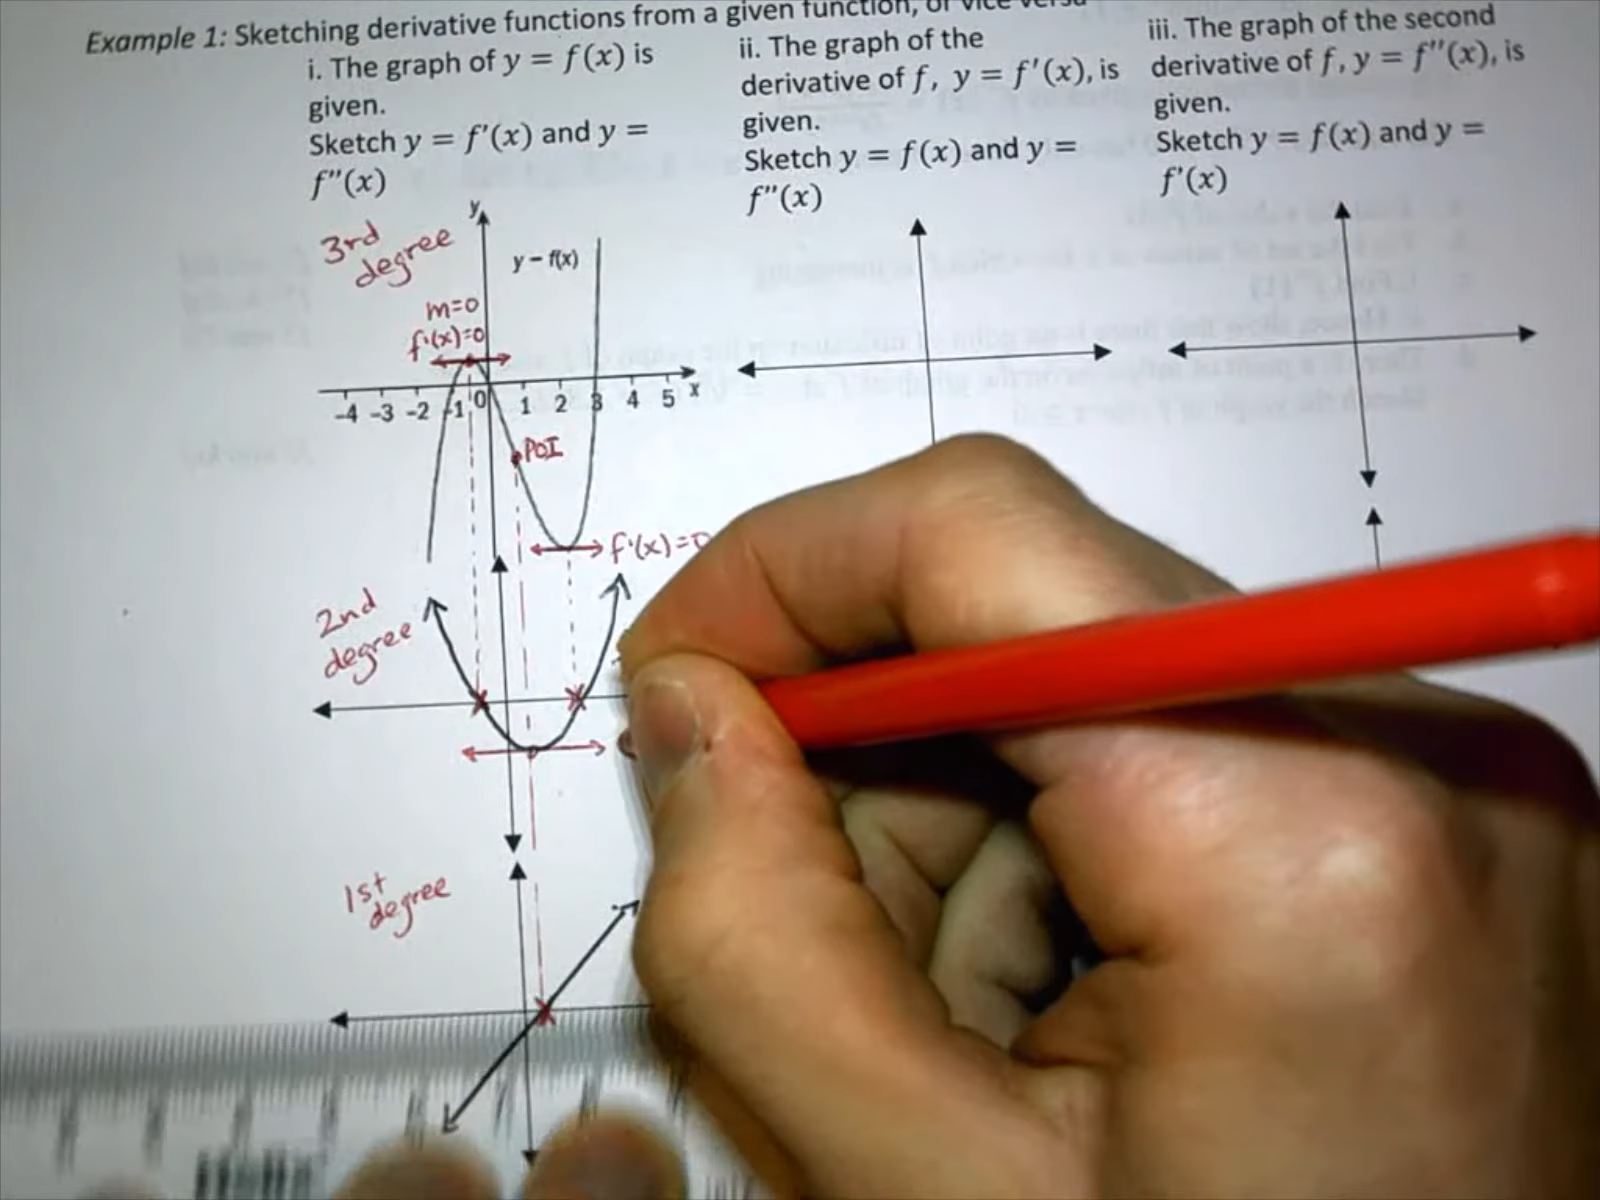 Example 1: Sketching derivative functions from a given function, or vice versa
i. The graph of y = f(x) is
given.
Sketch y = f'(x) and y =
f''(x)
ii. The graph of the
derivative of f, y = f'(x), is
given.
Sketch y = f(x) and y =
f''(x)
iii. The graph of the second
derivative of f, y = f''(x), is
given.
Sketch y = f(x) and y =
f'(x)
3rd
degree
y
y - f(x)
m=0
f'(x)=0
-4 -3 -2 -1 0 1 2 3 4 5 x
POI
f'(x)=0
2nd
degree
1st
degree